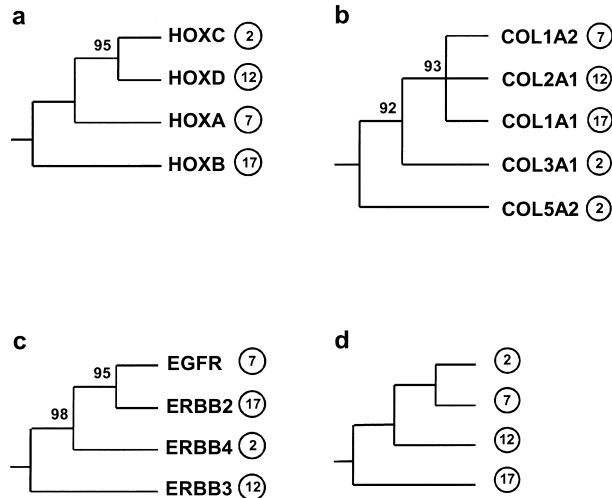 a
95
HOXC 2
HOXD 12
HOXA 7
HOXB 17
b
93
92
COL1A2 7
COL2A1 12
COL1A1 17
COL3A1 2
COL5A2 2
c
95
98
EGFR 7
ERBB2 17
ERBB4 2
ERBB3 12
d
2
7
12
17